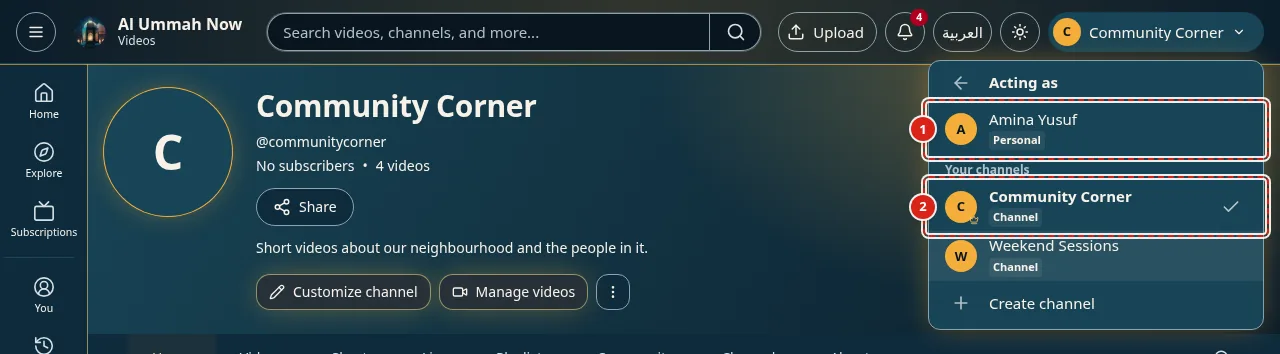 Al Ummah Now
Videos
Search videos, channels, and more...
Upload
4
العربية
C
Community Corner
Home
Explore
Subscriptions
You
C
Community Corner
@communitycorner
No subscribers • 4 videos
Share
Short videos about our neighbourhood and the people in it.
Customize channel
Manage videos
Acting as
1
A
Amina Yusuf
Personal
Your channels
2
C
Community Corner
Channel
W
Weekend Sessions
Channel
Create channel